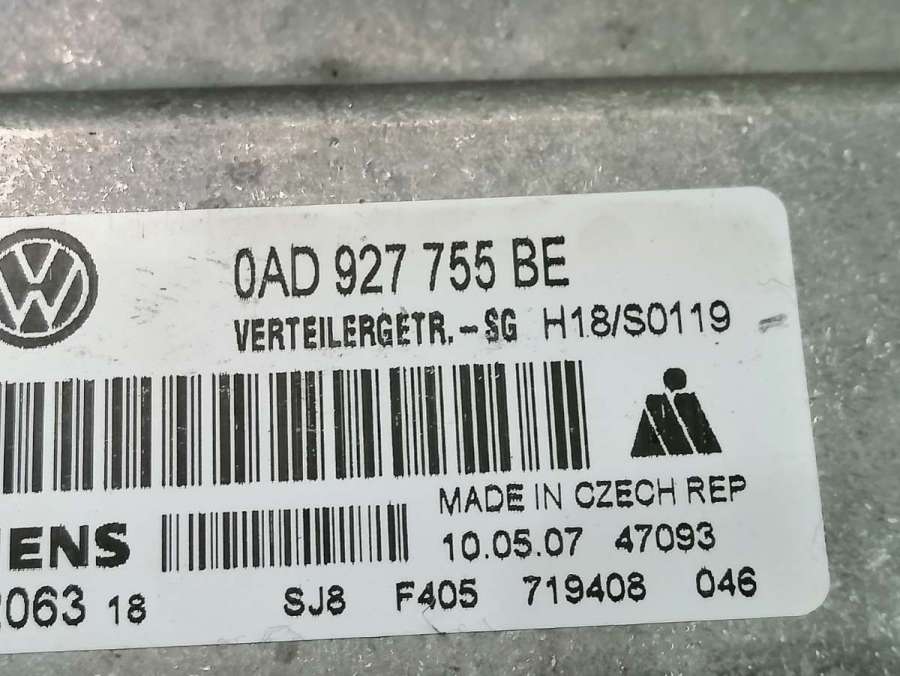 0AD 927 755 BE
VERTEILERGETR.-SG H18/S0119
MADE IN CZECH REP
ENS 10.05.07 47093
063 18 SJ8 F405 719408 046